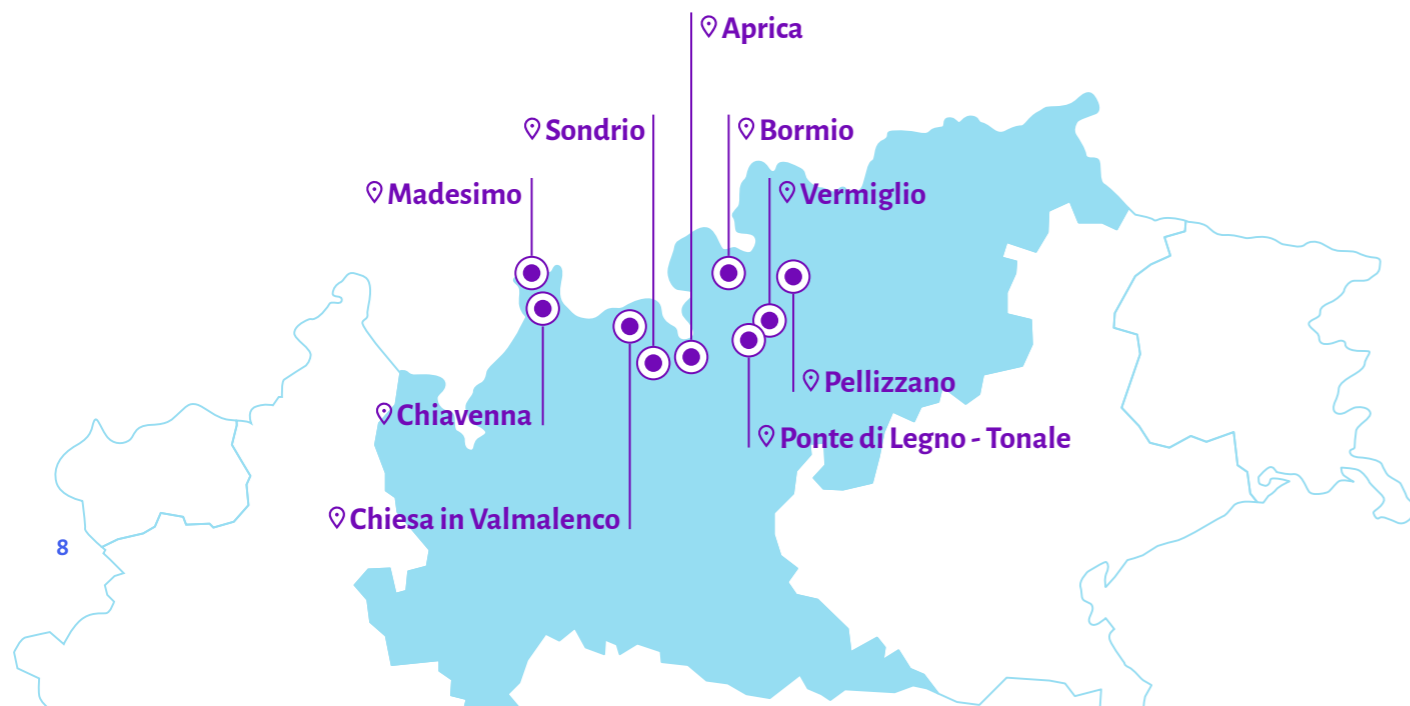 Aprica
Sondrio
Bormio
Madesimo
Vermiglio
Pellizzano
Chiavenna
Ponte di Legno - Tonale
Chiesa in Valmalenco
8